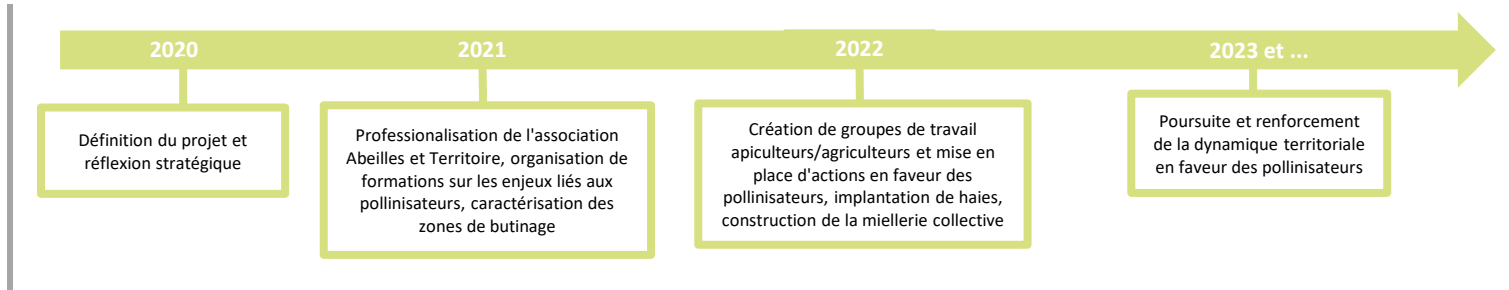 2020
2021
2022
2023 et ...
Définition du projet et
réflexion stratégique
Professionalisation de l'association
Abeilles et Territoire, organisation de
formations sur les enjeux liés aux
pollinisateurs, caractérisation des
zones de butinage
Création de groupes de travail
apiculteurs/agriculteurs et mise en
place d'actions en faveur des
pollinisateurs, implantation de haies,
construction de la miellerie collective
Poursuite et renforcement
de la dynamique territoriale
en faveur des pollinisateurs